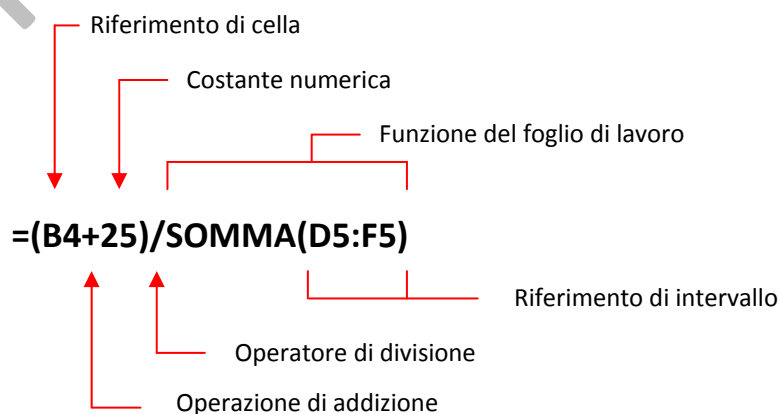 Riferimento di cella
Costante numerica
Funzione del foglio di lavoro
=(B4+25)/SOMMA(D5:F5)
Riferimento di intervallo
Operatore di divisione
Operazione di addizione